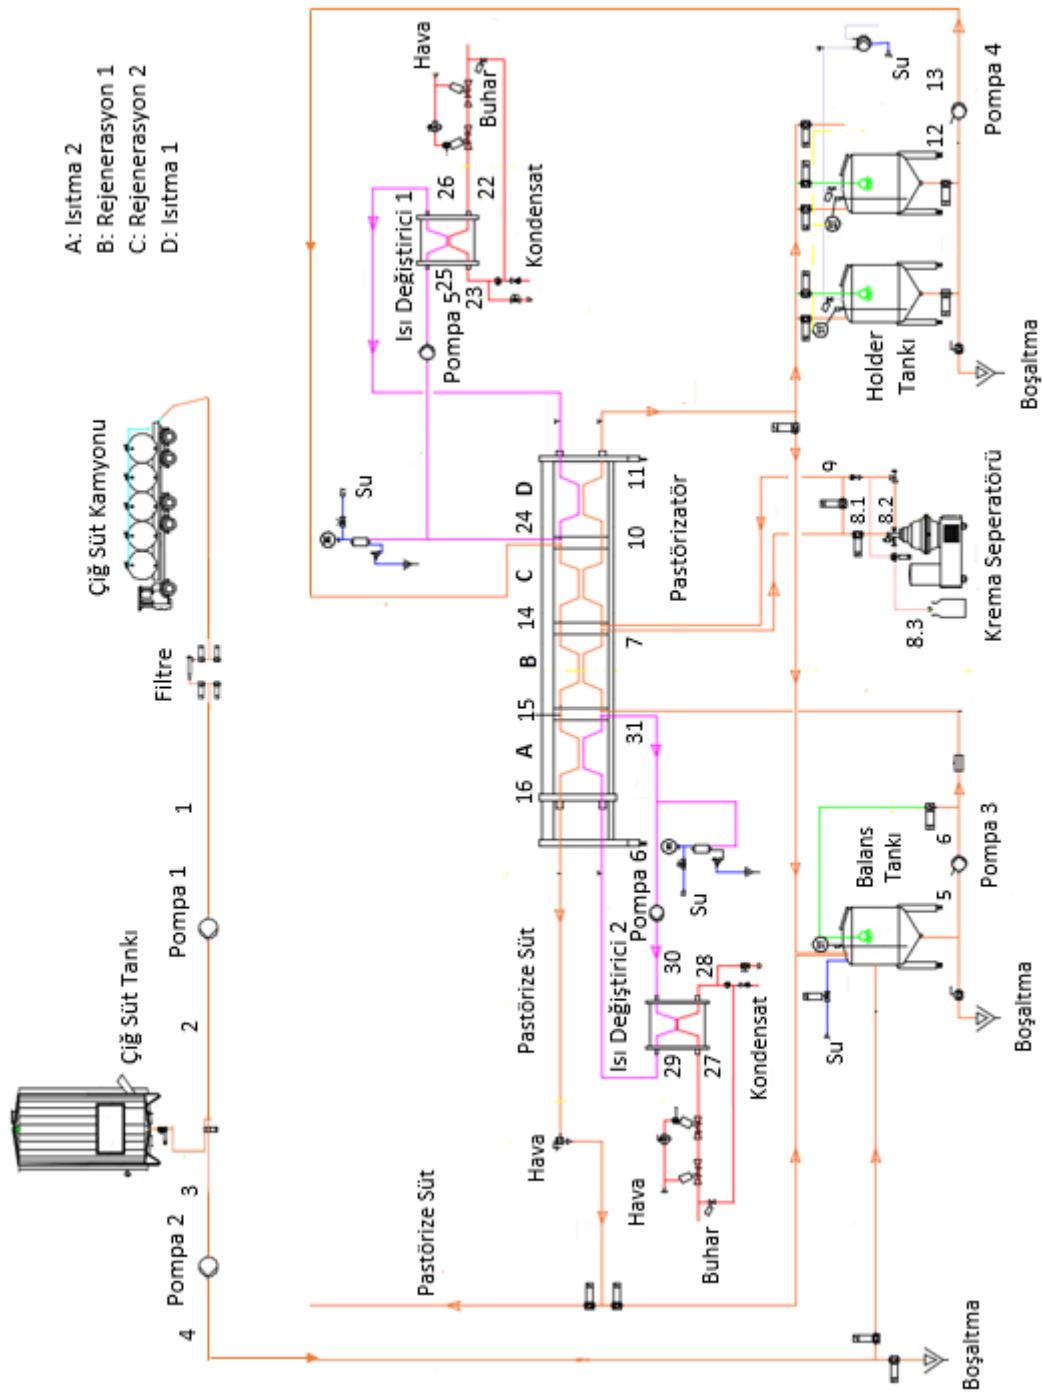 A: Isıtma 2
B: Rejenerasyon 1
C: Rejenerasyon 2
D: Isıtma 1
Çiğ Süt Kamyonu
Çiğ Süt Tankı
Filtre
4
Pompa 2
3
2
Pompa 1
1
Su
Hava
Isı Değiştirici 1
Pastörize Süt
Pompa 5
25
26
23
22
Buhar
Kondensat
Pastörize Süt
16
A
15
B
14
C
24
D
Hava
31
7
10
11
Pastörizatör
Isı Değiştirici 2
Pompa 6
Hava
29
30
27
28
Su
Buhar
Kondensat
Su
Balans
Tankı
9
8.1
8.2
8.3
Krema Seperatörü
Holder
Tankı
Su
5
6
12
13
Pompa 3
Pompa 4
Boşaltma
Boşaltma
Boşaltma